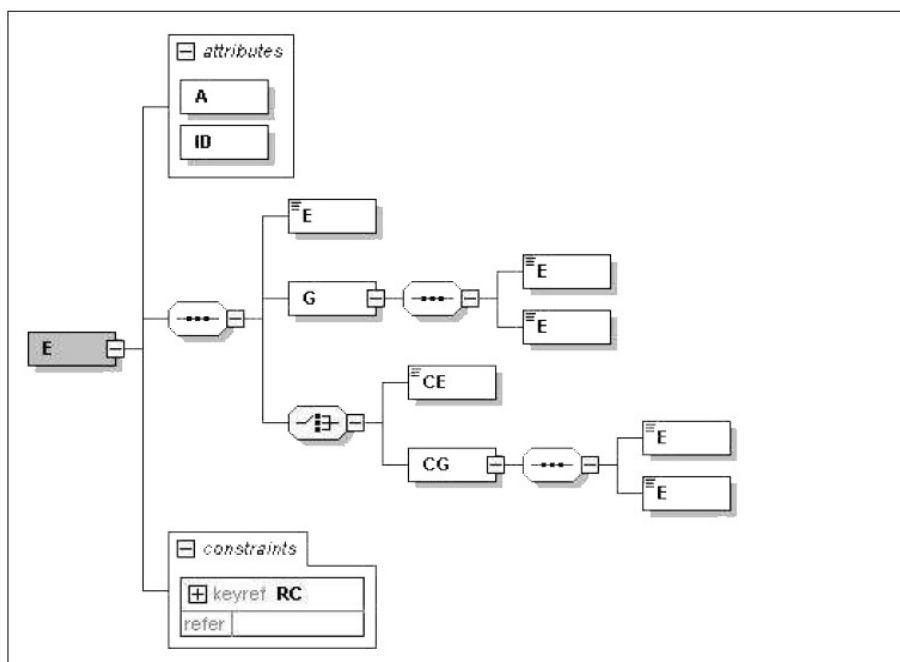 attributes
A
ID
E
G
E
E
E
CE
CG
E
E
constraints
keyref RC
refer